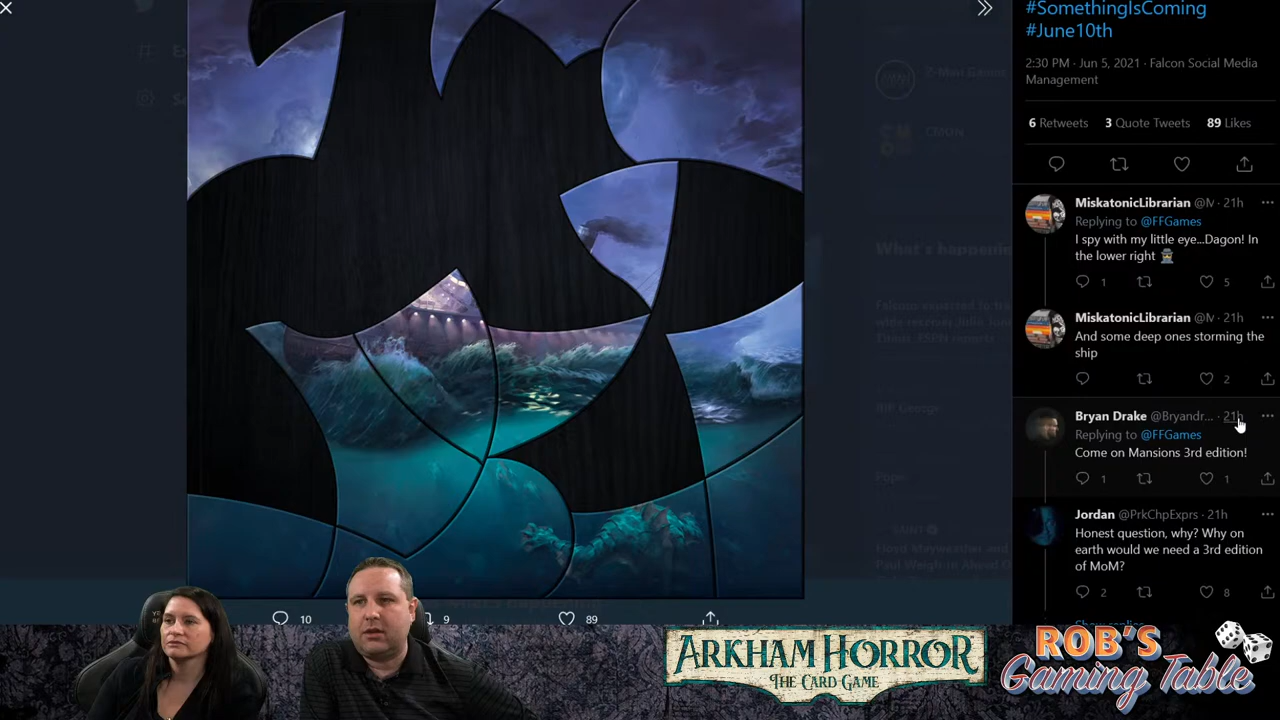 #SomethingIsComing
#June10th
2:30 PM · Jun 5, 2021 · Falcon Social Media
Management
6 Retweets 3 Quote Tweets 89 Likes
MiskatonicLibrarian @M · 21h
Replying to @FFGames
I spy with my little eye...Dagon! In
the lower right
1 5
MiskatonicLibrarian @M · 21h
And some deep ones storming the
ship
2
Bryan Drake @Bryandr... · 21h
Replying to @FFGames
Come on Mansions 3rd edition!
1 1
Jordan @PrkChpExprs · 21h
Honest question, why? Why on
earth would we need a 3rd edition
of MoM?
2 8
10 9 89
What's happening
CMON
ARKHAM HORROR
THE CARD GAME
ROB'S
Gaming Table